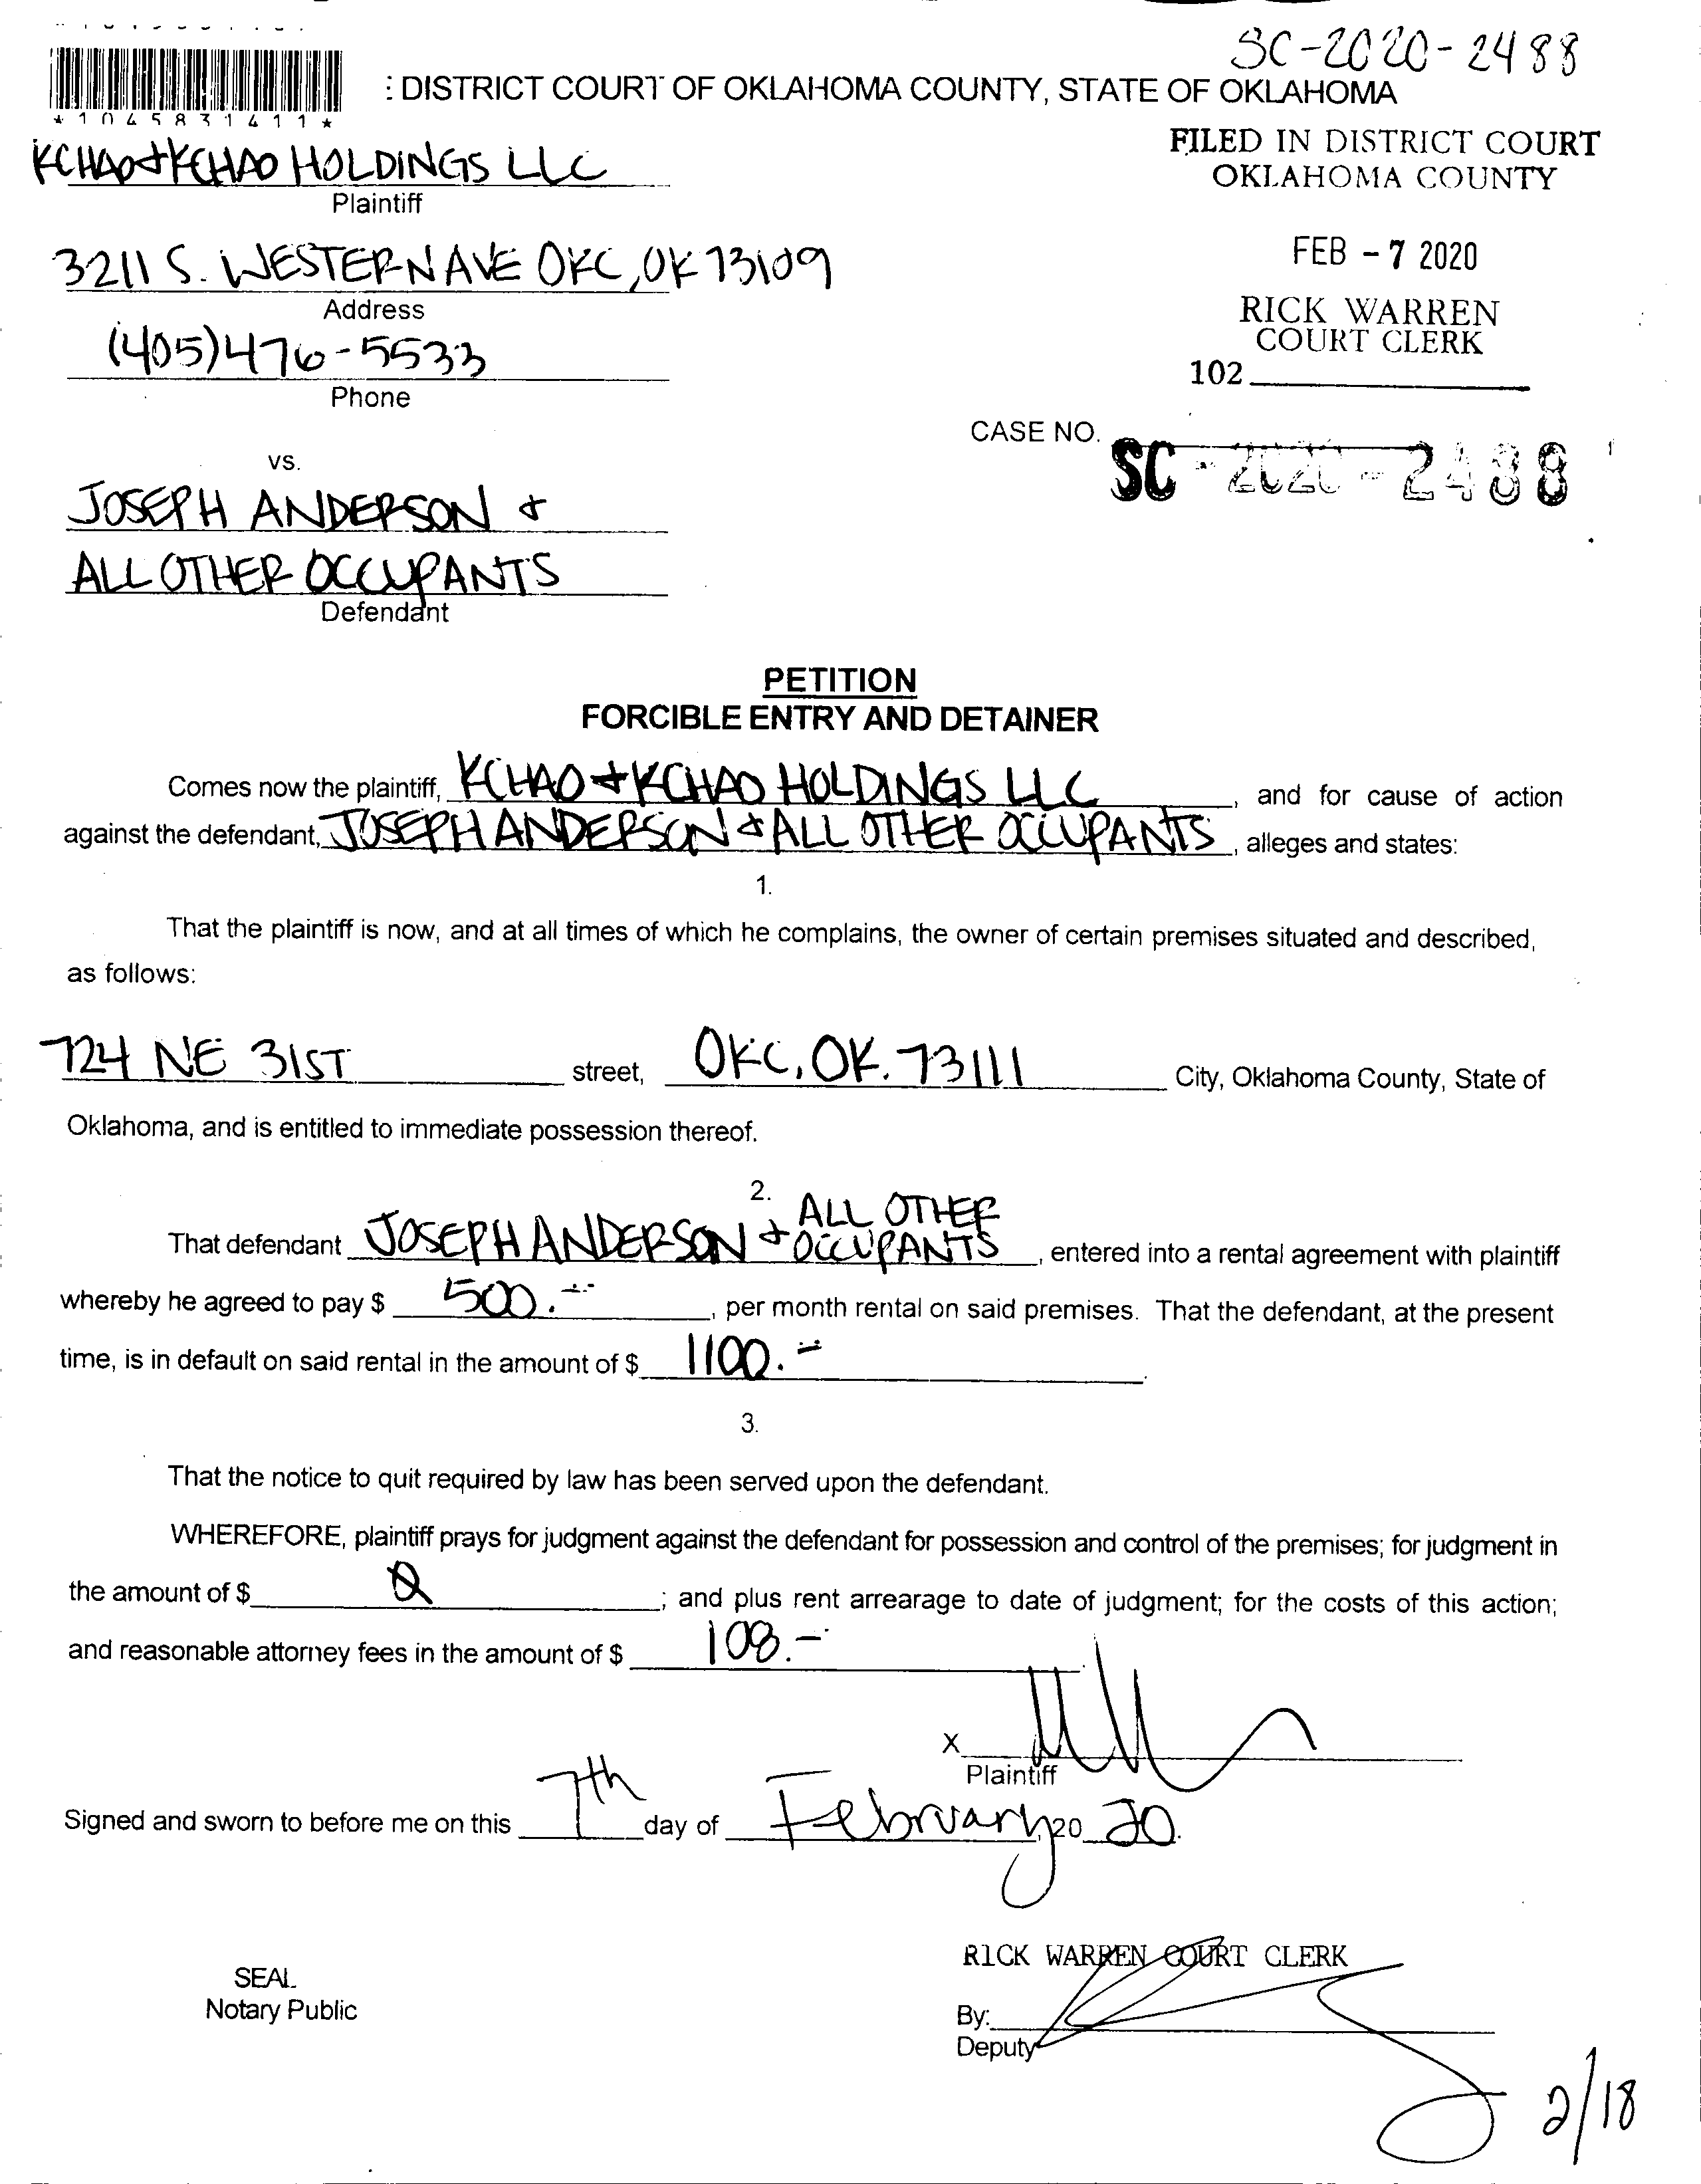 SC-2020-2488
: DISTRICT COURT OF OKLAHOMA COUNTY, STATE OF OKLAHOMA
*1045831411*
FILED IN DISTRICT COURT
OKLAHOMA COUNTY
KCHAO & KCHAO HOLDINGS LLC
Plaintiff
FEB - 7 2020
3211 S. WESTERN AVE OKC, OK 73109
Address
RICK WARREN
COURT CLERK
(405)476-5533
Phone
102
CASE NO. SC - 2020 - 2488
vs.
JOSEPH ANDERSON &
ALL OTHER OCCUPANTS
Defendant
PETITION
FORCIBLE ENTRY AND DETAINER
Comes now the plaintiff, KCHAO & KCHAO HOLDINGS LLC, and for cause of action
against the defendant, JOSEPH ANDERSON & ALL OTHER OCCUPANTS, alleges and states:
1.
That the plaintiff is now, and at all times of which he complains, the owner of certain premises situated and described,
as follows:
724 NE 31ST street, OKC, OK. 73111 City, Oklahoma County, State of
Oklahoma, and is entitled to immediate possession thereof.
2.
That defendant JOSEPH ANDERSON & ALL OTHER OCCUPANTS, entered into a rental agreement with plaintiff
whereby he agreed to pay $ 500.-, per month rental on said premises. That the defendant, at the present
time, is in default on said rental in the amount of $ 1100.-.
3.
That the notice to quit required by law has been served upon the defendant.
WHEREFORE, plaintiff prays for judgment against the defendant for possession and control of the premises; for judgment in
the amount of $ 0; and plus rent arrearage to date of judgment; for the costs of this action;
and reasonable attorney fees in the amount of $ 108.-.
X
Plaintiff
Signed and sworn to before me on this 7th day of February, 20 20.
RICK WARREN COURT CLERK
SEAL
Notary Public
By:
Deputy
2/18